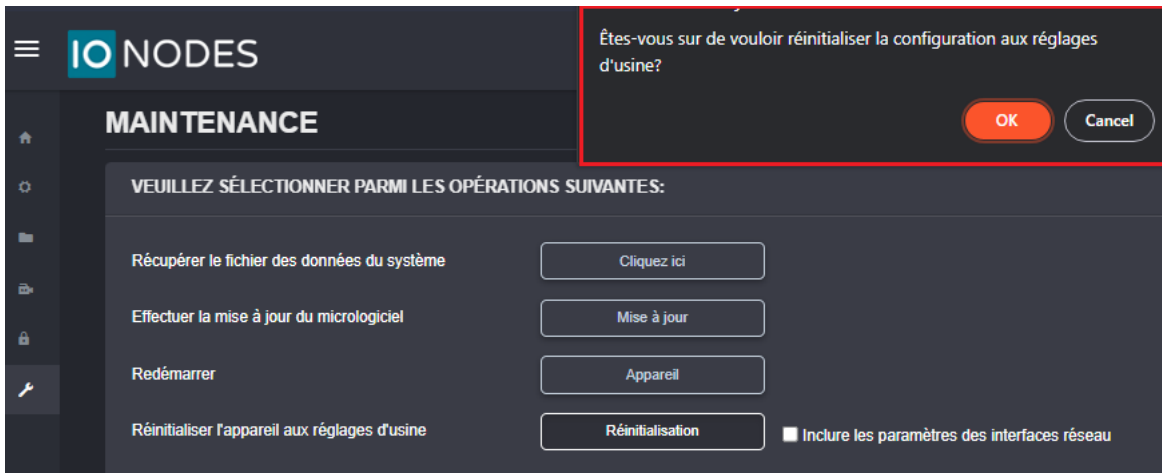 IO NODES
Êtes-vous sur de vouloir réinitialiser la configuration aux réglages
d'usine?
OK
Cancel
MAINTENANCE
VEUILLEZ SÉLECTIONNER PARMI LES OPÉRATIONS SUIVANTES:
Récupérer le fichier des données du système
Cliquez ici
Effectuer la mise à jour du micrologiciel
Mise à jour
Redémarrer
Appareil
Réinitialiser l'appareil aux réglages d'usine
Réinitialisation
Inclure les paramètres des interfaces réseau